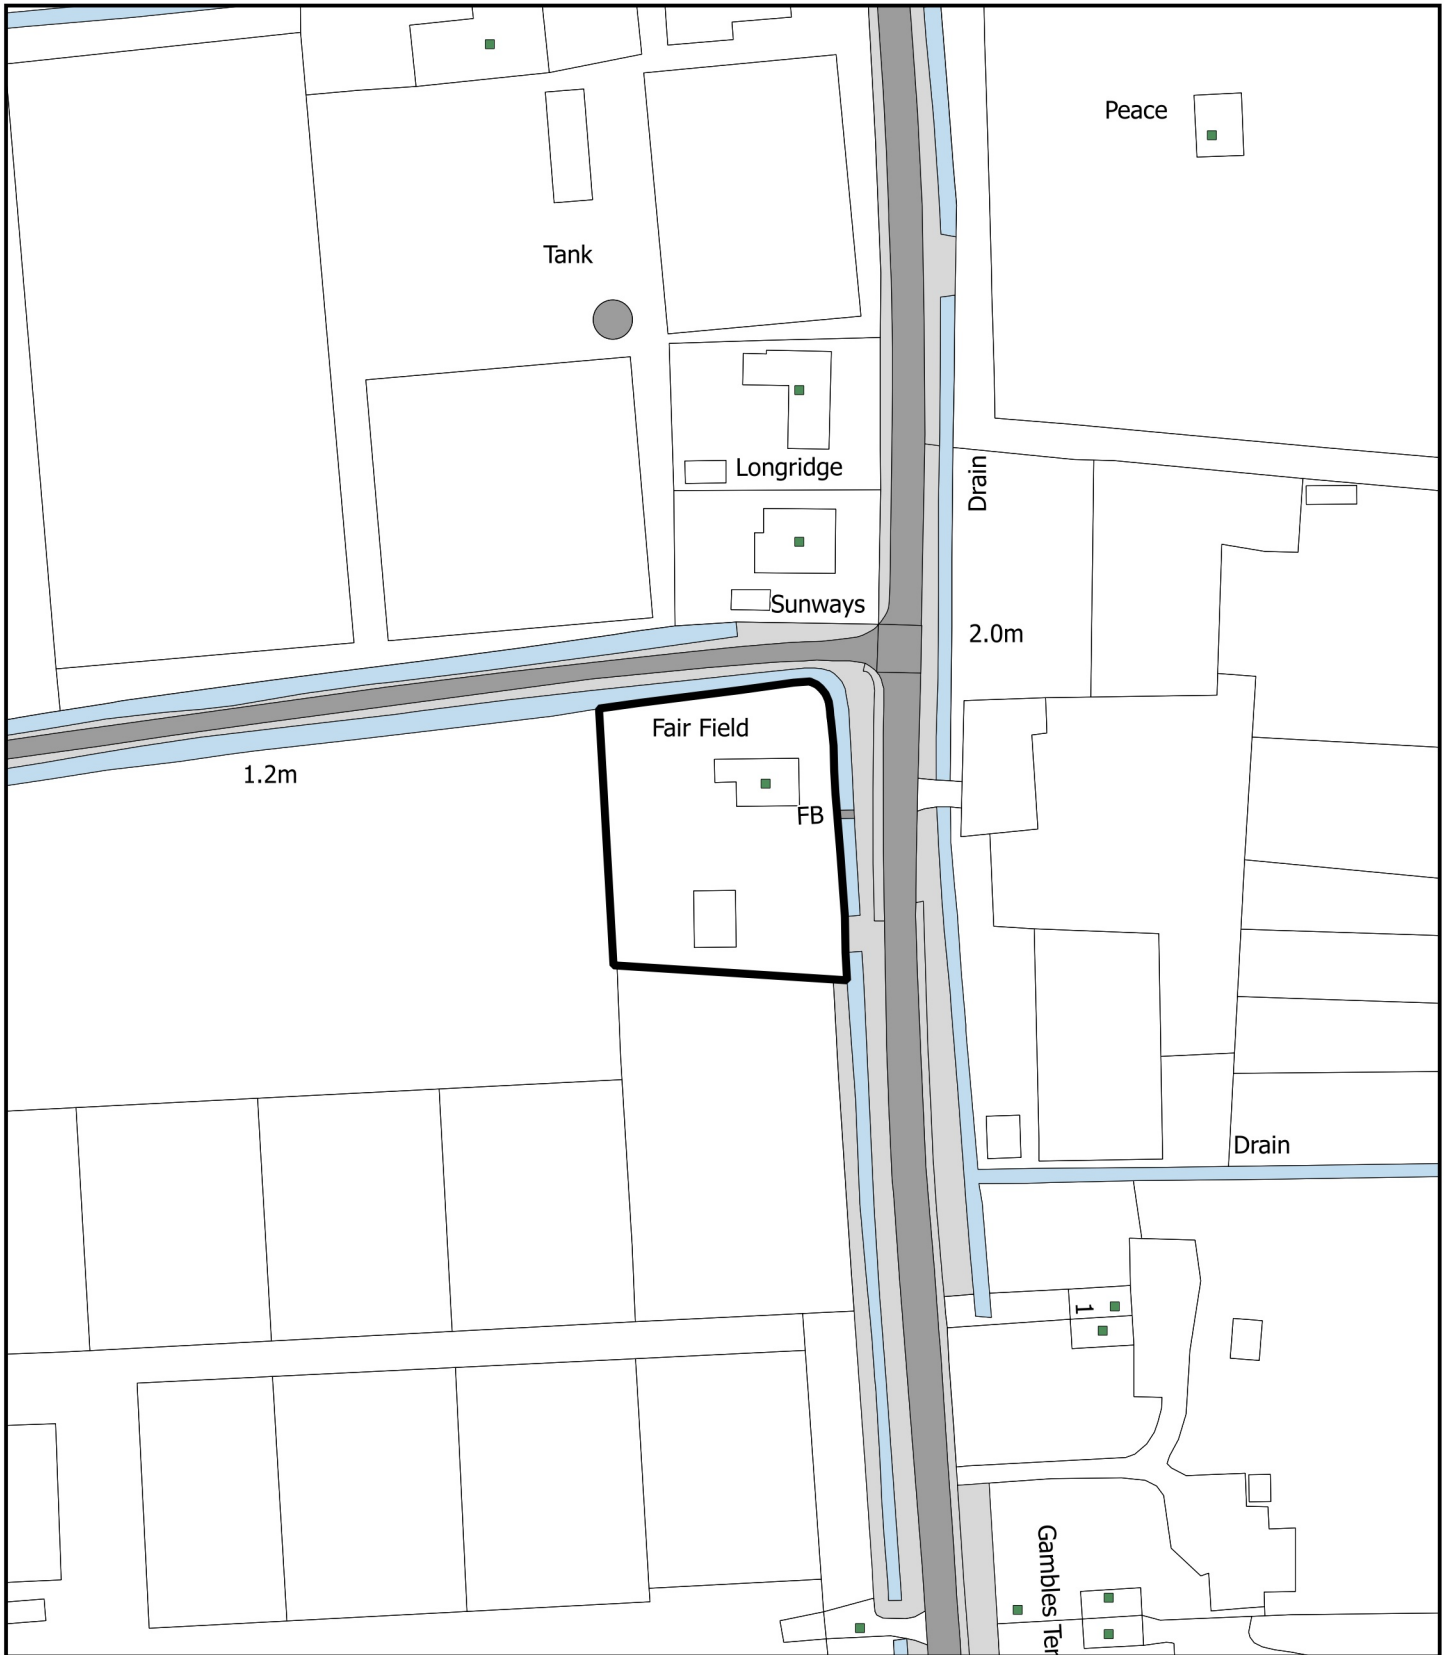 Peace
Tank
Longridge
Drain
Sunways
2.0m
Fair Field
1.2m
FB
Drain
1
Gambles Ter